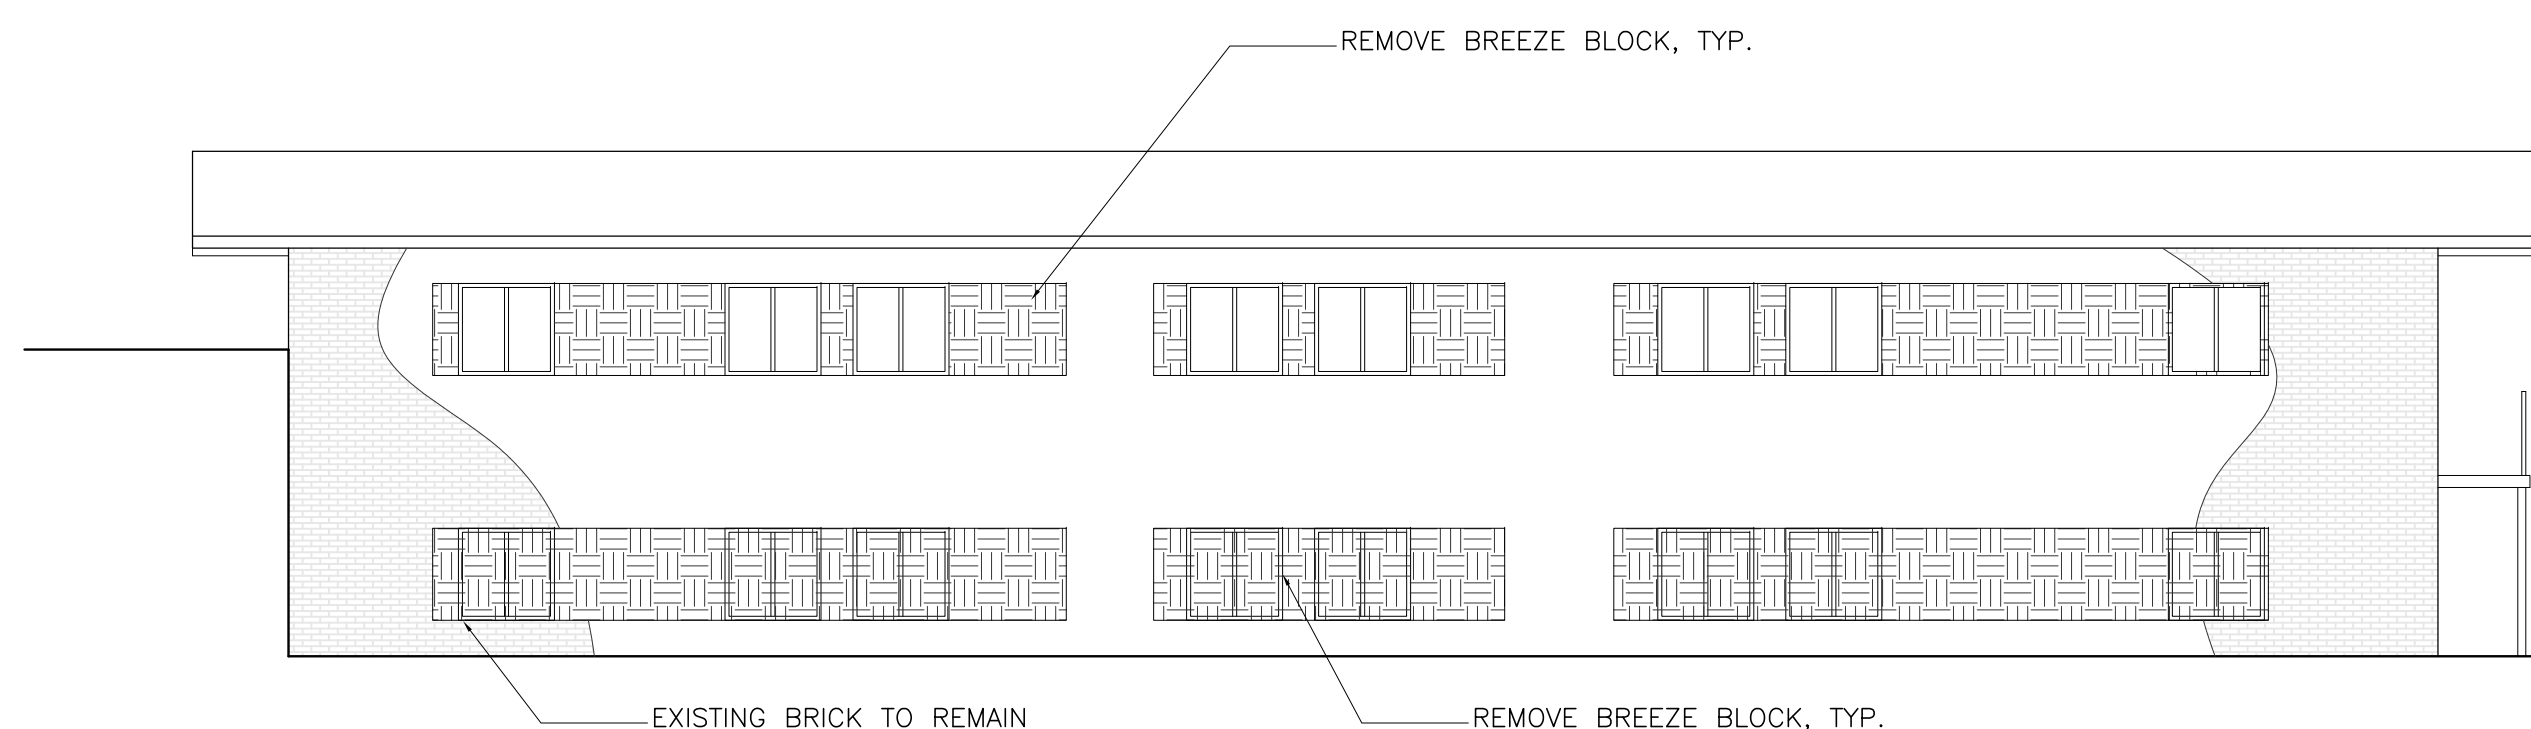 REMOVE BREEZE BLOCK, TYP.
EXISTING BRICK TO REMAIN
REMOVE BREEZE BLOCK, TYP.